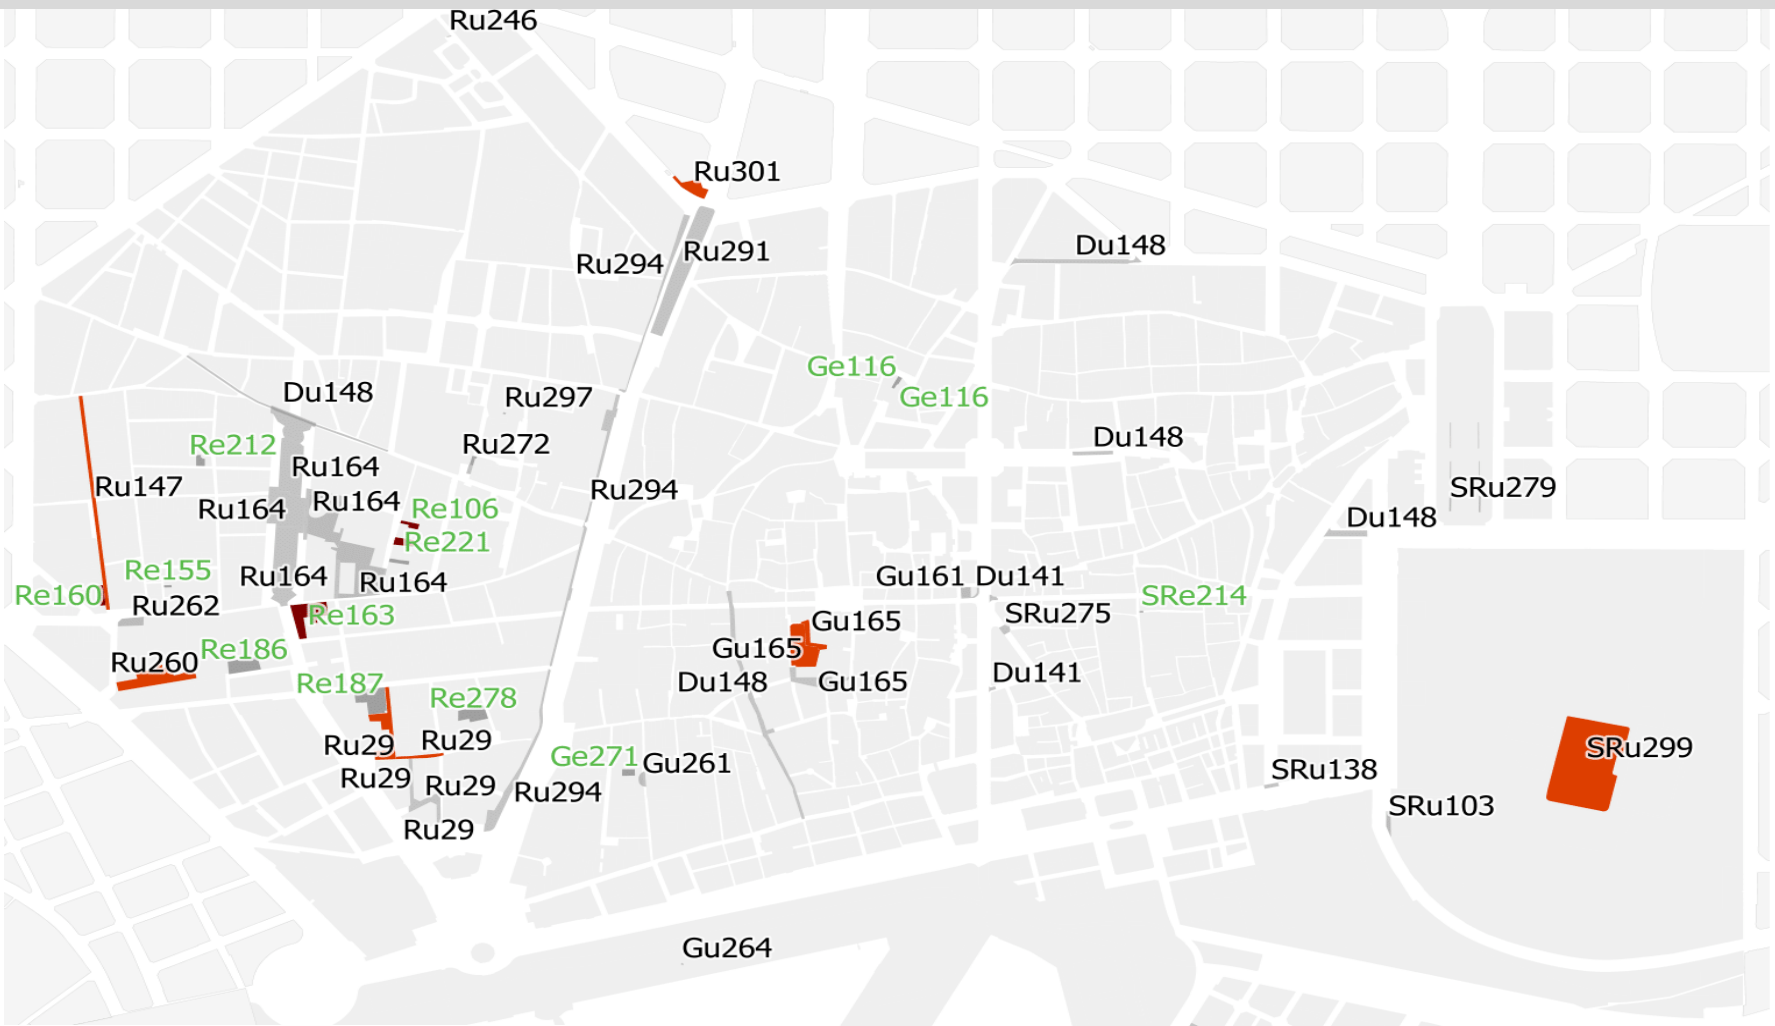 Ru246
Ru301
Du148
Ru291
Ru294
Ge116
Du148
Ru297
Ge116
Du148
Re212
Ru272
Ru164
Ru147
SRu279
Ru294
Ru164
Ru164
Re106
Du148
Re221
Re155
Ru164
Ru164
Gu161
Du141
Re160
SRe214
Ru262
Re163
Gu165
SRu275
Re186
Gu165
Ru260
Du141
Re187
Du148
Gu165
Re278
Ru29
Ru29
SRu299
Ge271
Gu261
SRu138
Ru29
Ru29
Ru294
SRu103
Ru29
Gu264